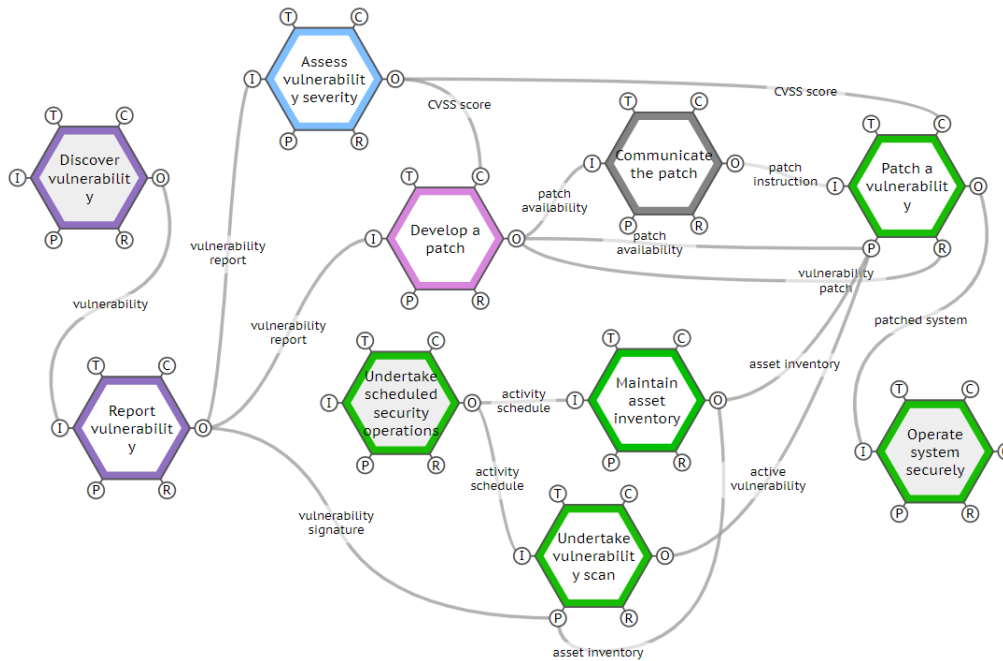 T
C
Assess
vulnerabilit
y severity
I
O
P
R
CVSS score
CVSS score
T
C
Discover
vulnerabilit
y
I
O
P
R
T
C
Communicate
the patch
I
O
P
R
patch
instruction
T
C
Patch a
vulnerabilit
y
I
O
P
R
T
C
Develop a
patch
I
O
P
R
patch
availability
patch
availability
vulnerability
patch
vulnerability
report
vulnerability
vulnerability
report
patched system
T
C
Report
vulnerabilit
y
I
O
P
R
T
C
Undertake
scheduled
security
operations
I
O
P
R
activity
schedule
T
C
Maintain
asset
inventory
I
O
P
R
asset inventory
T
C
Operate
system
securely
I
P
R
activity
schedule
active
vulnerability
vulnerability
signature
T
C
Undertake
vulnerabilit
y scan
I
O
P
R
asset inventory